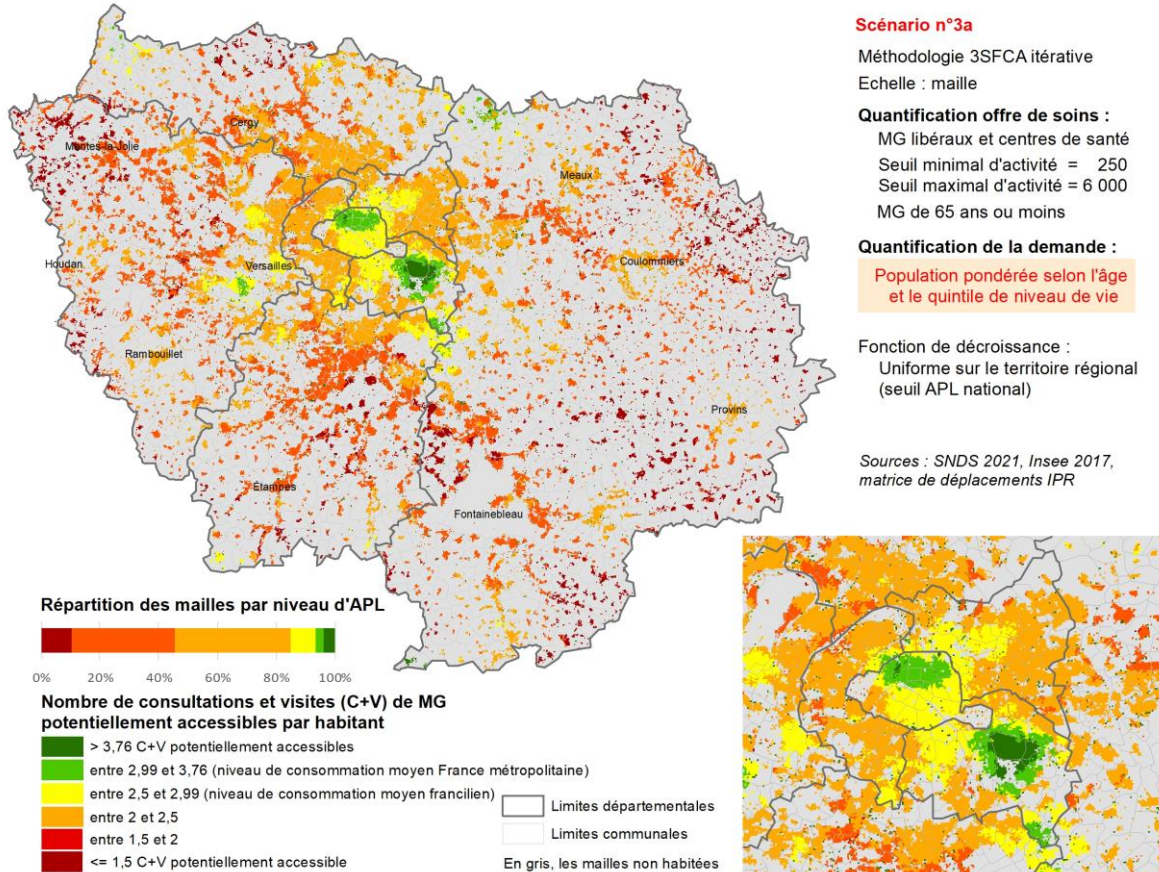 Scénario n°3a
Méthodologie 3SFCA itérative
Echelle : maille
Quantification offre de soins :
MG libéraux et centres de santé
Seuil minimal d'activité = 250
Seuil maximal d'activité = 6 000
MG de 65 ans ou moins
Quantification de la demande :
Population pondérée selon l'âge
et le quintile de niveau de vie
Fonction de décroissance :
Uniforme sur le territoire régional
(seuil APL national)
Sources : SNDS 2021, Insee 2017,
matrice de déplacements IPR
Cergy
Mantes-la-Jolie
Meaux
Houdan
Versailles
Coulommiers
Rambouillet
Provins
Étampes
Fontainebleau
Répartition des mailles par niveau d'APL
0% 20% 40% 60% 80% 100%
Nombre de consultations et visites (C+V) de MG
potentiellement accessibles par habitant
> 3,76 C+V potentiellement accessibles
entre 2,99 et 3,76 (niveau de consommation moyen France métropolitaine)
entre 2,5 et 2,99 (niveau de consommation moyen francilien)
entre 2 et 2,5
entre 1,5 et 2
<= 1,5 C+V potentiellement accessible
Limites départementales
Limites communales
En gris, les mailles non habitées